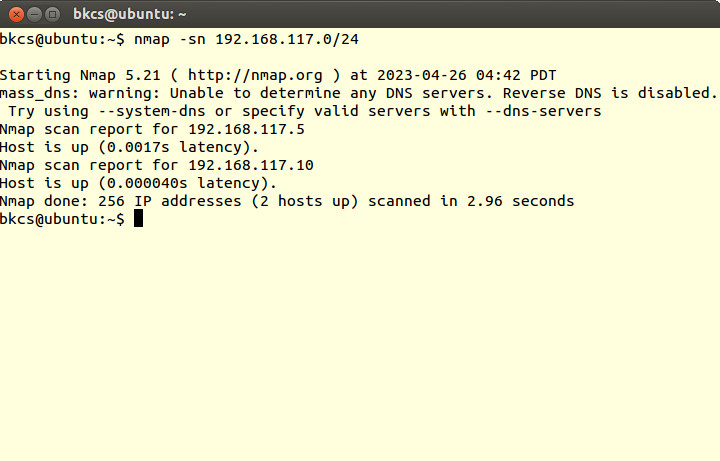 bkcs@ubuntu: ~
bkcs@ubuntu:~$ nmap -sn 192.168.117.0/24
Starting Nmap 5.21 ( http://nmap.org ) at 2023-04-26 04:42 PDT
mass_dns: warning: Unable to determine any DNS servers. Reverse DNS is disabled.
Try using --system-dns or specify valid servers with --dns-servers
Nmap scan report for 192.168.117.5
Host is up (0.0017s latency).
Nmap scan report for 192.168.117.10
Host is up (0.000040s latency).
Nmap done: 256 IP addresses (2 hosts up) scanned in 2.96 seconds
bkcs@ubuntu:~$